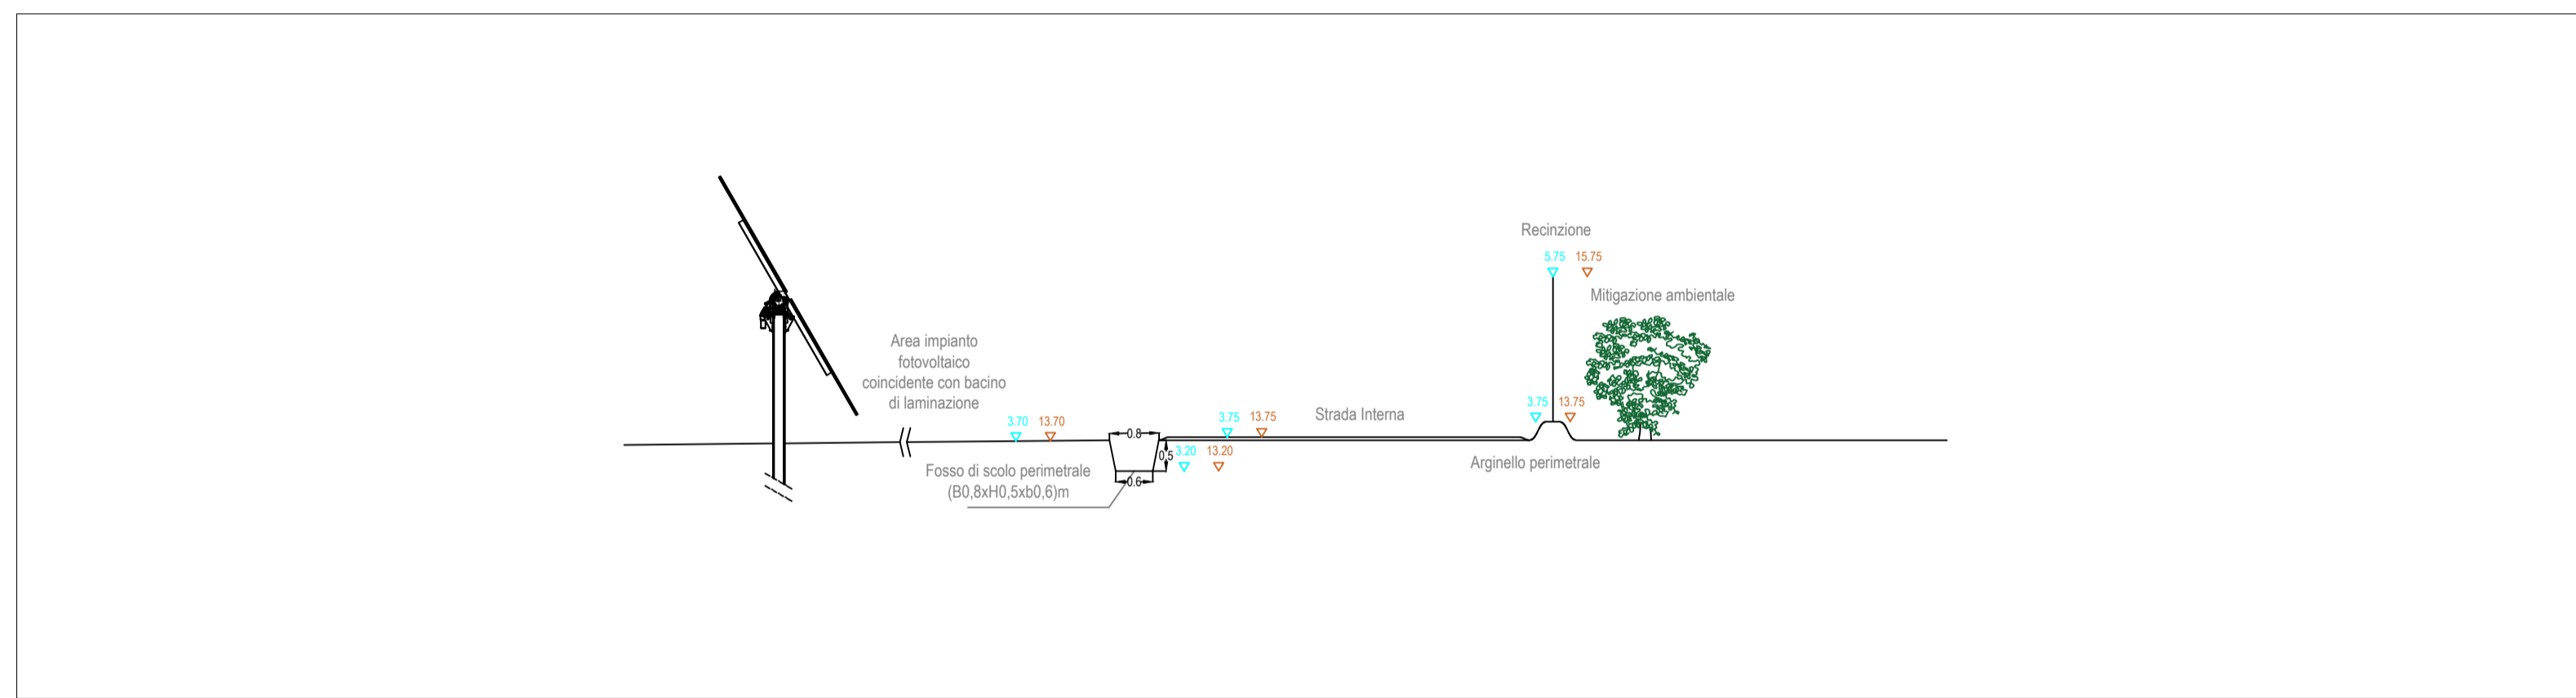 Recinzione
5.75 15.75
Mitigazione ambientale
Area impianto
fotovoltaico
coincidente con bacino
di laminazione
3.70 13.70
0.8
3.75 13.75
Strada Interna
3.75 13.75
0.5
3.20 13.20
Fosso di scolo perimetrale
(B0,8xH0,5xb0,6)m
0.6
Arginello perimetrale